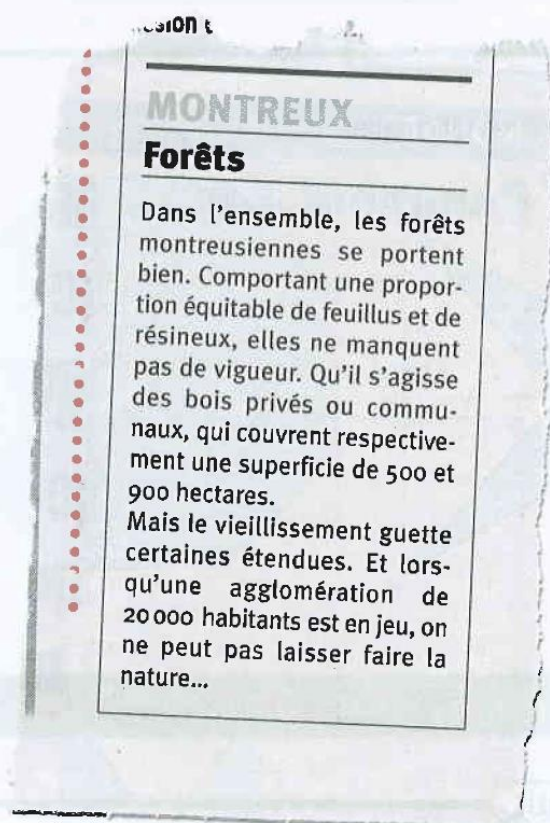 MONTREUX
Forêts
Dans l'ensemble, les forêts
montreusiennes se portent
bien. Comportant une propor-
tion équitable de feuillus et de
résineux, elles ne manquent
pas de vigueur. Qu'il s'agisse
des bois privés ou commu-
naux, qui couvrent respective-
ment une superficie de 500 et
900 hectares.
Mais le vieillissement guette
certaines étendues. Et lors-
qu'une agglomération de
20 000 habitants est en jeu, on
ne peut pas laisser faire la
nature...